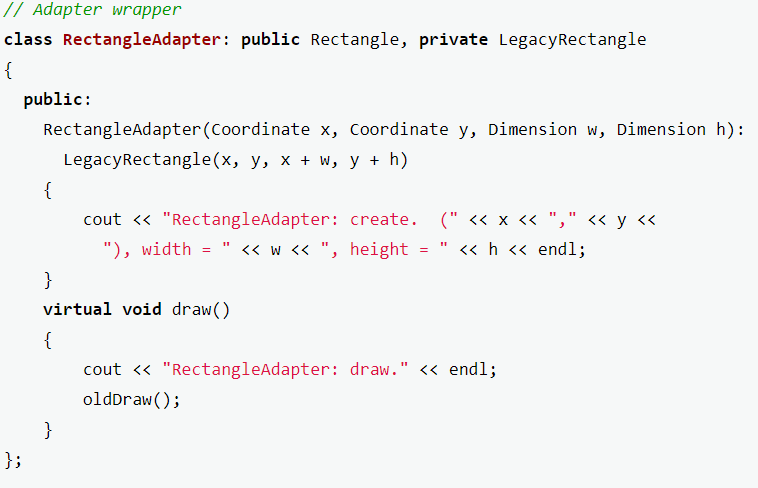 // Adapter wrapper
class RectangleAdapter: public Rectangle, private LegacyRectangle
{
  public:
    RectangleAdapter(Coordinate x, Coordinate y, Dimension w, Dimension h):
      LegacyRectangle(x, y, x + w, y + h)
    {
        cout << "RectangleAdapter: create.  (" << x << "," << y <<
          "), width = " << w << ", height = " << h << endl;
    }
    virtual void draw()
    {
        cout << "RectangleAdapter: draw." << endl;
        oldDraw();
    }
};